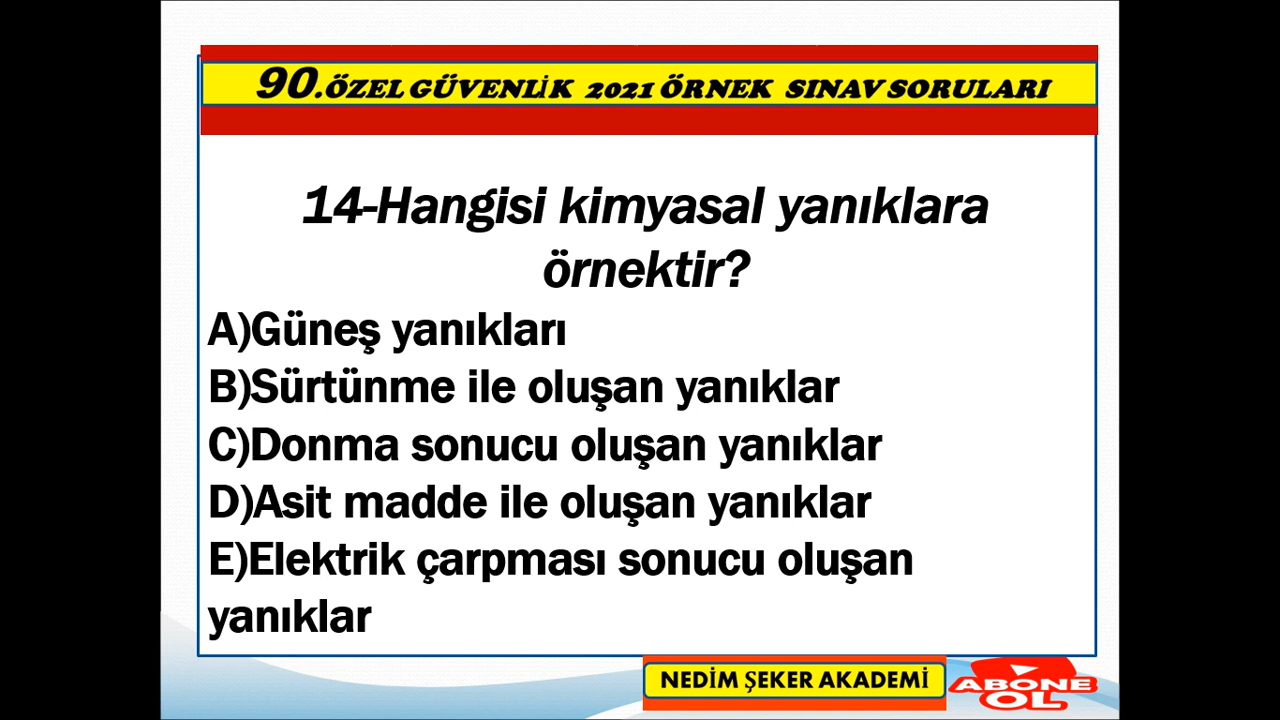 90.ÖZEL GÜVENLİK 2021 ÖRNEK SINAV SORULARI
14-Hangisi kimyasal yanıklara
örnektir?
A)Güneş yanıkları
B)Sürtünme ile oluşan yanıklar
C)Donma sonucu oluşan yanıklar
D)Asit madde ile oluşan yanıklar
E)Elektrik çarpması sonucu oluşan
yanıklar
NEDİM ŞEKER AKADEMİ
ABONE
OL